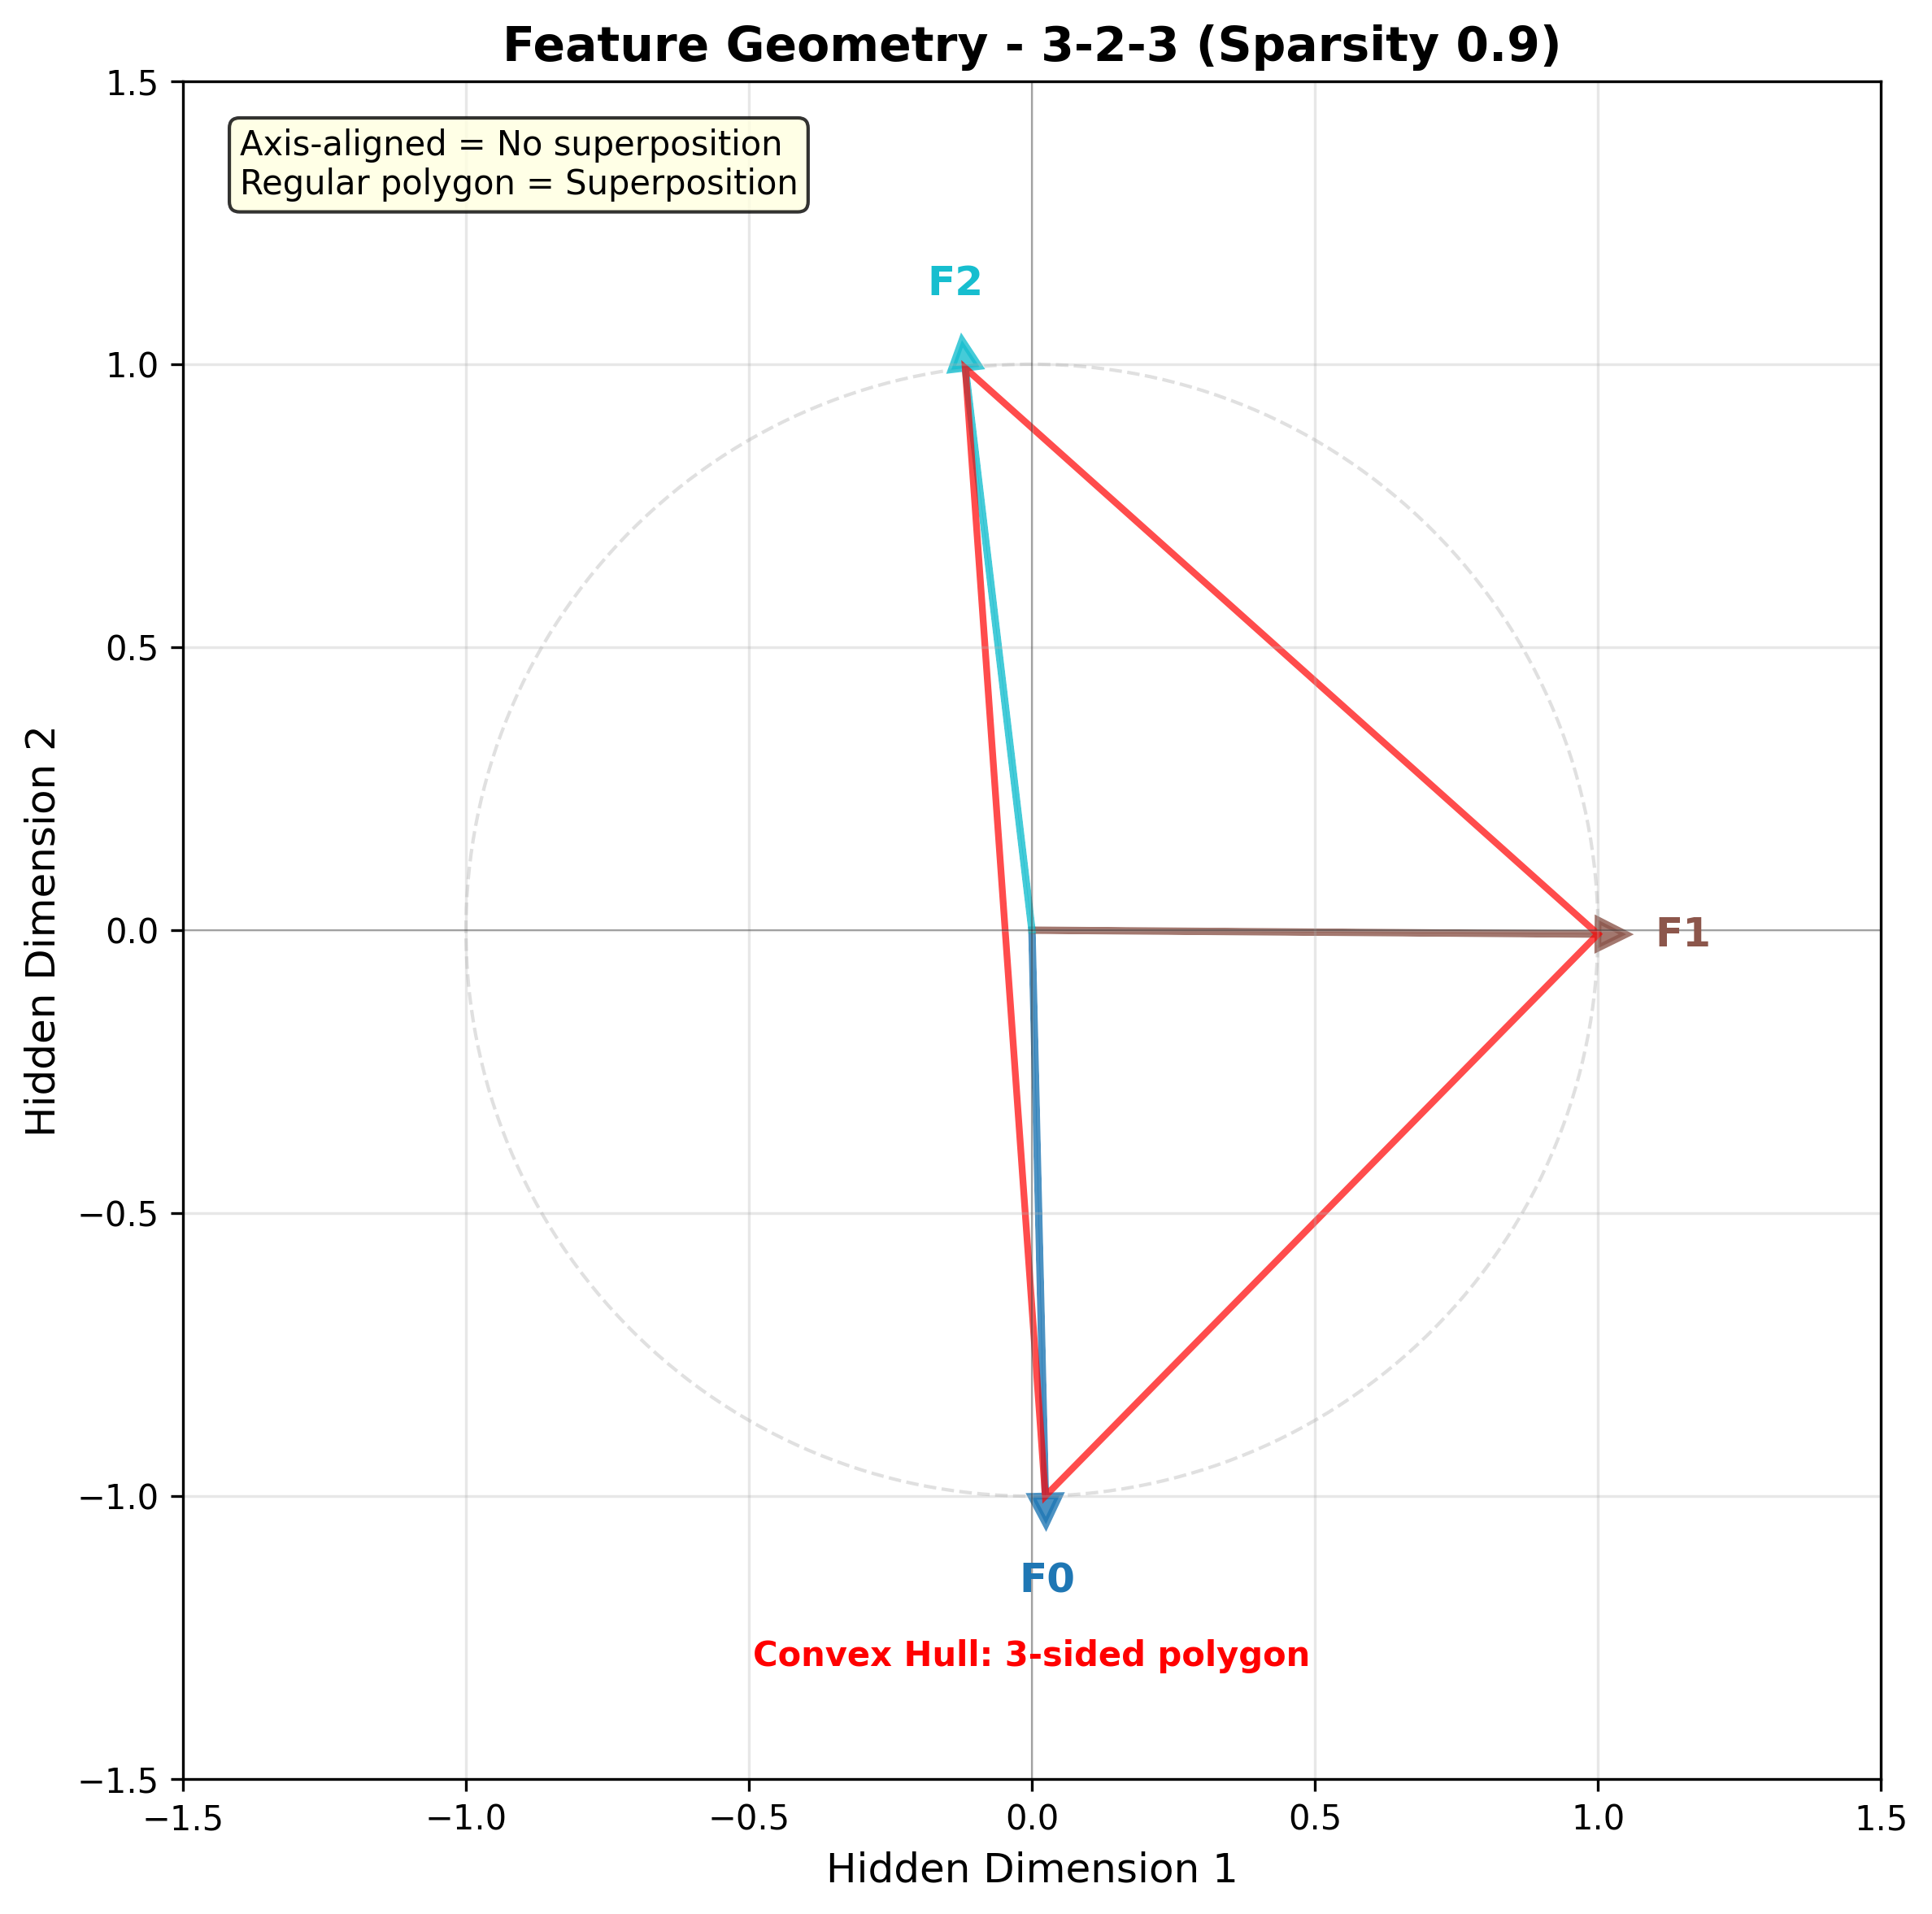 Feature Geometry - 3-2-3 (Sparsity 0.9)
1.5
Axis-aligned = No superposition
Regular polygon = Superposition
F2
1.0
0.5
Hidden Dimension 2
0.0
F1
−0.5
−1.0
F0
Convex Hull: 3-sided polygon
−1.5
−1.5 −1.0 −0.5 0.0 0.5 1.0 1.5
Hidden Dimension 1